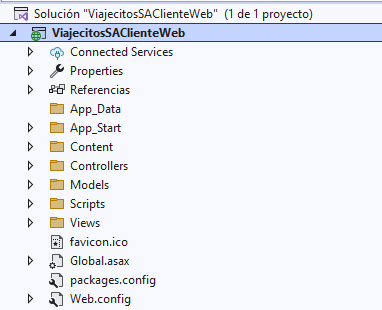 Solución "ViajecitosSAClienteWeb" (1 de 1 proyecto)
ViajecitosSAClienteWeb
Connected Services
Properties
Referencias
App_Data
App_Start
Content
Controllers
Models
Scripts
Views
favicon.ico
Global.asax
packages.config
Web.config